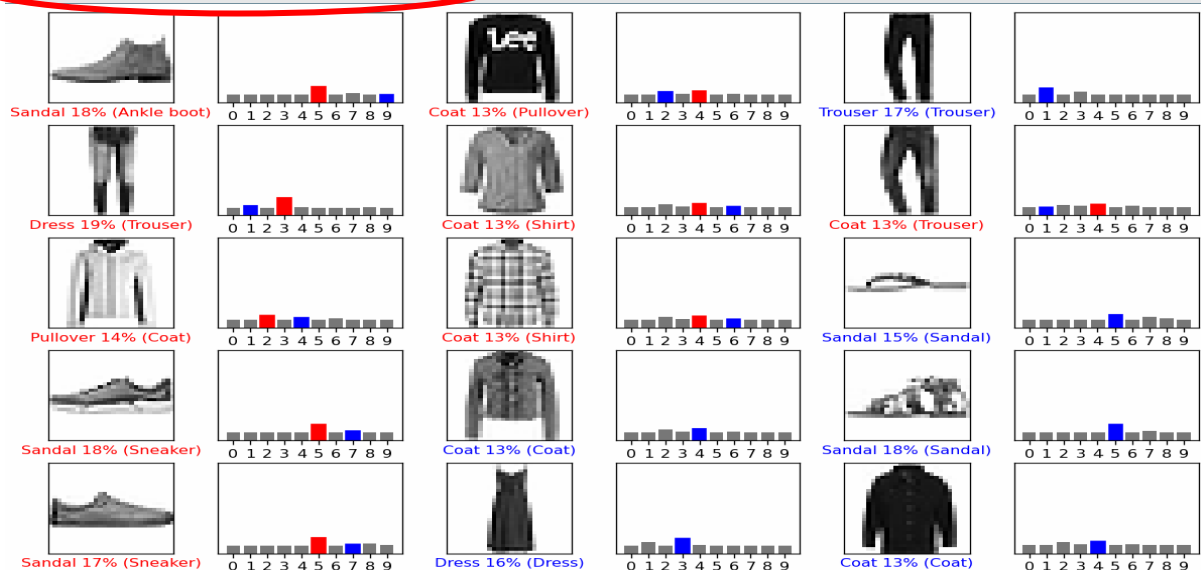 Lee
0 1 2 3 4 5 6 7 8 9 0 1 2 3 4 5 6 7 8 9 0 1 2 3 4 5 6 7 8 9
Sandal 18% (Ankle boot) Coat 13% (Pullover) Trouser 17% (Trouser)
0 1 2 3 4 5 6 7 8 9 0 1 2 3 4 5 6 7 8 9 0 1 2 3 4 5 6 7 8 9
Dress 19% (Trouser) Coat 13% (Shirt) Coat 13% (Trouser)
0 1 2 3 4 5 6 7 8 9 0 1 2 3 4 5 6 7 8 9 0 1 2 3 4 5 6 7 8 9
Pullover 14% (Coat) Coat 13% (Shirt) Sandal 15% (Sandal)
0 1 2 3 4 5 6 7 8 9 0 1 2 3 4 5 6 7 8 9 0 1 2 3 4 5 6 7 8 9
Sandal 18% (Sneaker) Coat 13% (Coat) Sandal 18% (Sandal)
0 1 2 3 4 5 6 7 8 9 0 1 2 3 4 5 6 7 8 9 0 1 2 3 4 5 6 7 8 9
Sandal 17% (Sneaker) Dress 16% (Dress) Coat 13% (Coat)